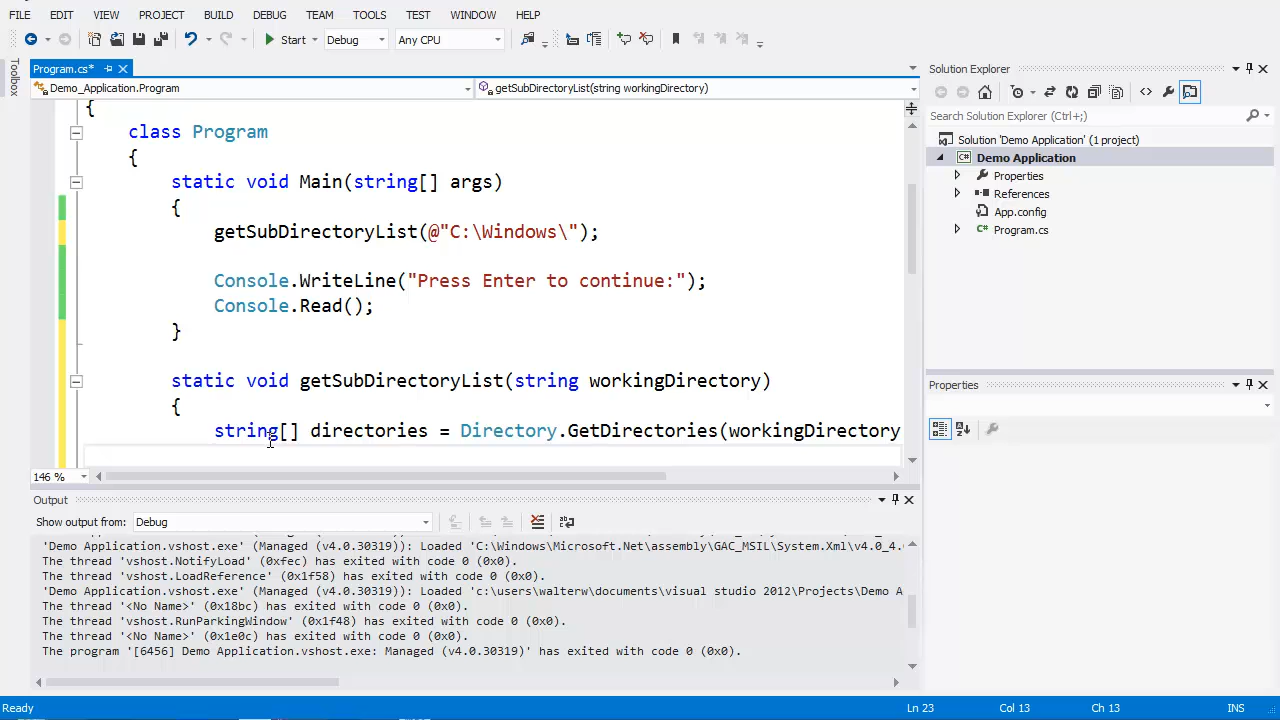 FILE EDIT VIEW PROJECT BUILD DEBUG TEAM TOOLS TEST WINDOW HELP
Start Debug Any CPU
Toolbox
Program.cs*
Demo_Application.Program getSubDirectoryList(string workingDirectory)
{
class Program
{
static void Main(string[] args)
{
getSubDirectoryList(@"C:\Windows\");
Console.WriteLine("Press Enter to continue:");
Console.Read();
}
static void getSubDirectoryList(string workingDirectory)
{
string[] directories = Directory.GetDirectories(workingDirectory
146 %
Output
Show output from: Debug
'Demo Application.vshost.exe' (Managed (v4.0.30319)): Loaded 'C:\Windows\Microsoft.Net\assembly\GAC_MSIL\System.Xml\v4.0_4.
The thread 'vshost.NotifyLoad' (0xfec) has exited with code 0 (0x0).
The thread 'vshost.LoadReference' (0x1f58) has exited with code 0 (0x0).
'Demo Application.vshost.exe' (Managed (v4.0.30319)): Loaded 'c:\users\walterw\documents\visual studio 2012\Projects\Demo A
The thread '<No Name>' (0x18bc) has exited with code 0 (0x0).
The thread 'vshost.RunParkingWindow' (0x1f48) has exited with code 0 (0x0).
The thread '<No Name>' (0x1e0c) has exited with code 0 (0x0).
The program '[6456] Demo Application.vshost.exe: Managed (v4.0.30319)' has exited with code 0 (0x0).
Solution Explorer
Search Solution Explorer (Ctrl+;)
Solution 'Demo Application' (1 project)
Demo Application
Properties
References
App.config
Program.cs
Properties
Ready Ln 23 Col 13 Ch 13 INS